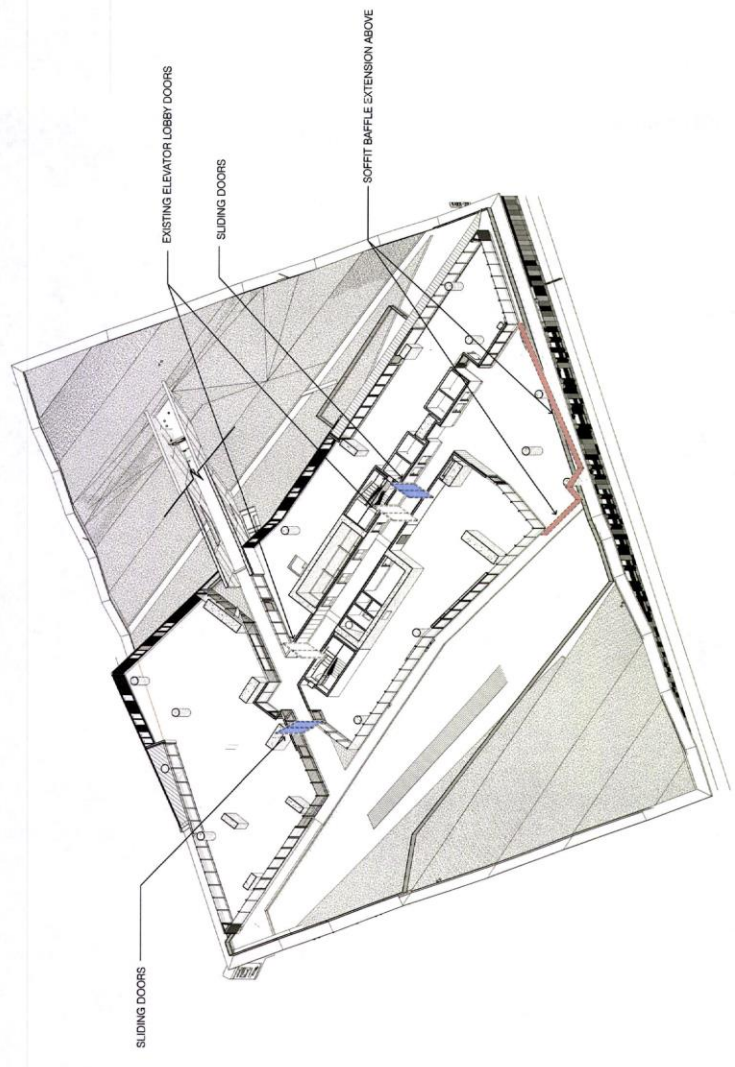 SLIDING DOORS
EXISTING ELEVATOR LOBBY DOORS
SLIDING DOORS
SOFFIT BAFFLE EXTENSION ABOVE